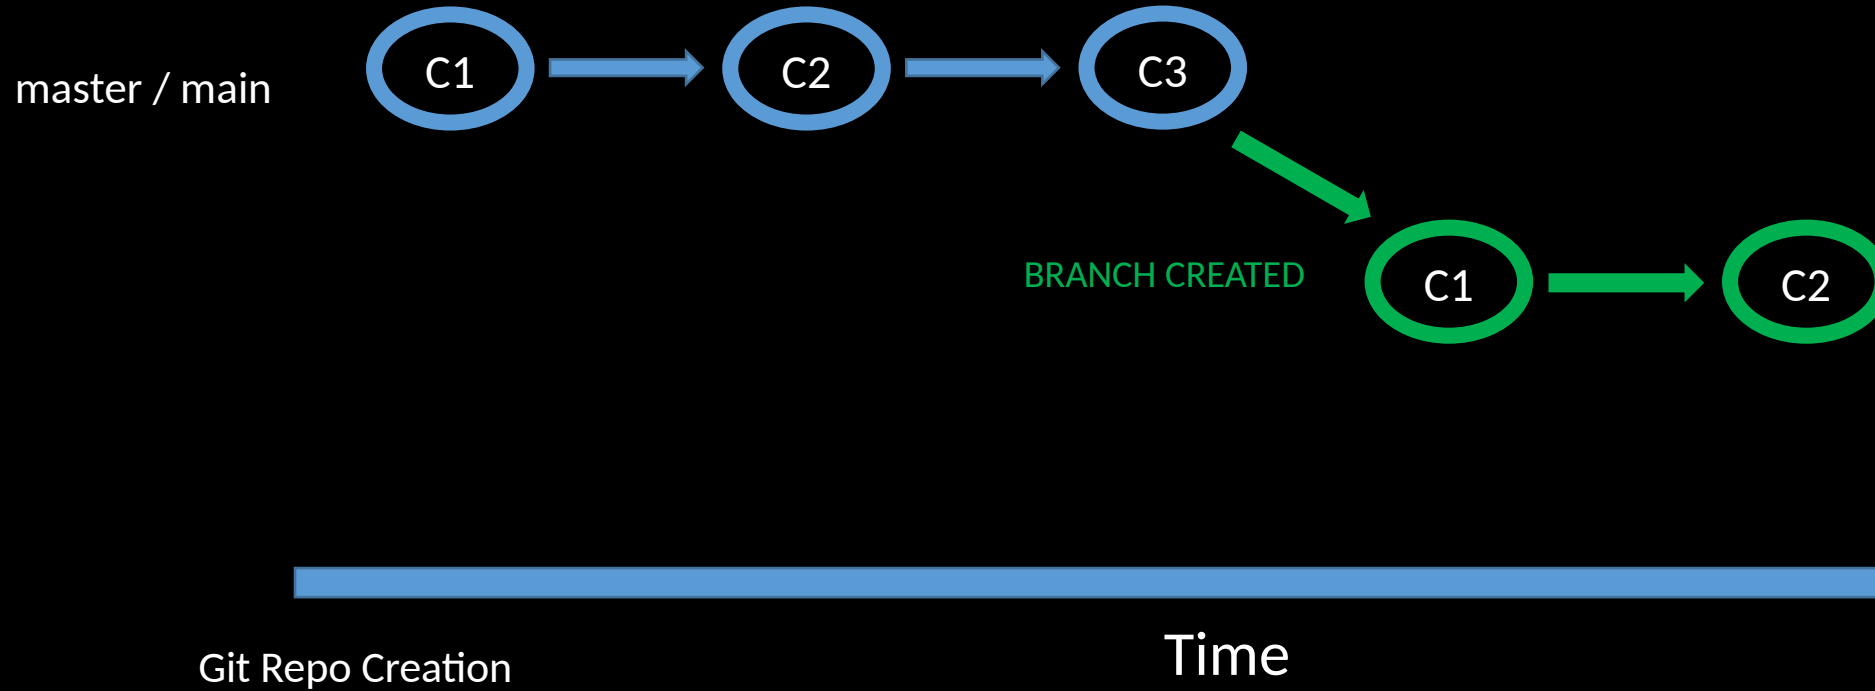 master / main
C1
C2
C3
BRANCH CREATED
C1
C2
Git Repo Creation
Time